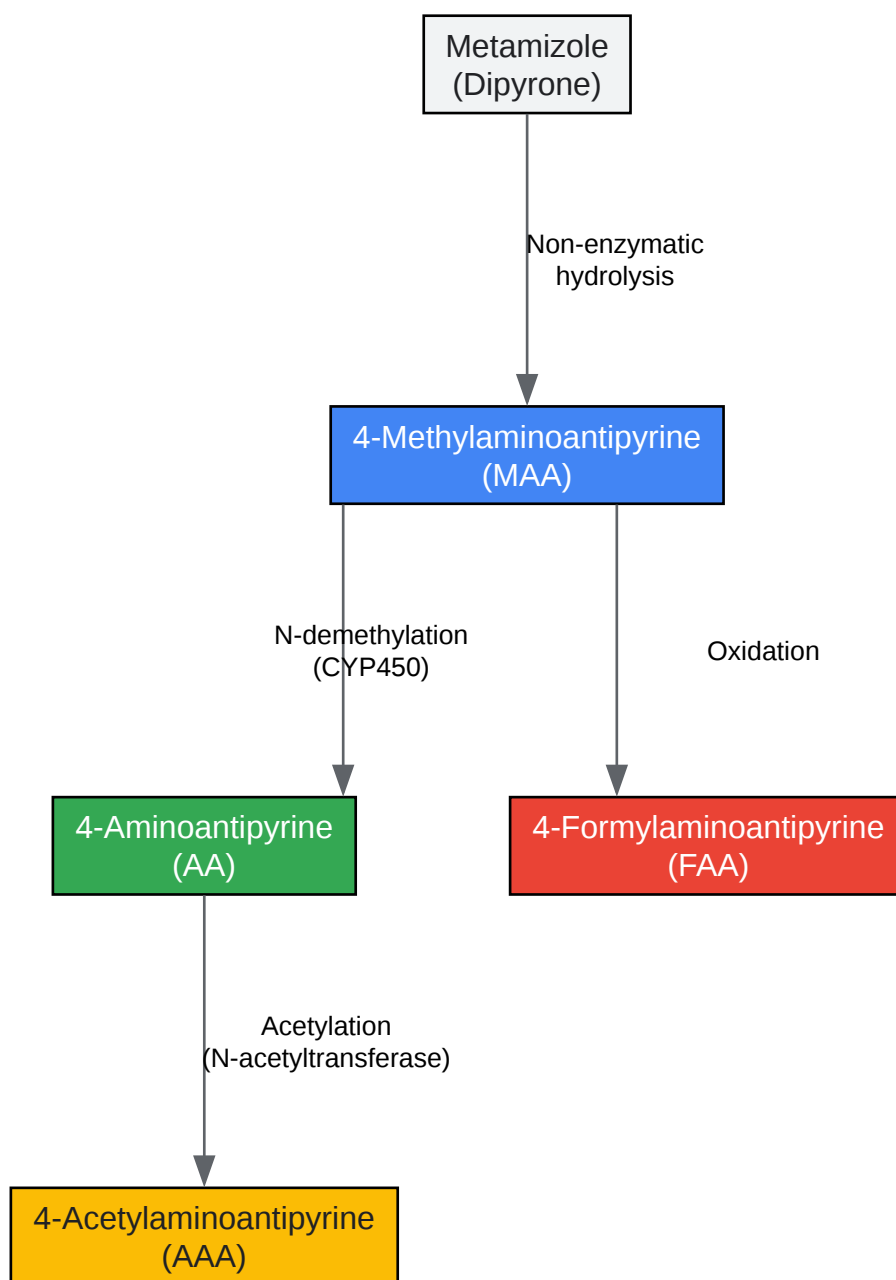 Metamizole
(Dipyrone)
Non-enzymatic
hydrolysis
4-Methylaminoantipyrine
(MAA)
N-demethylation
(CYP450)
Oxidation
4-Aminoantipyrine
(AA)
4-Formylaminoantipyrine
(FAA)
Acetylation
(N-acetyltransferase)
4-Acetylaminoantipyrine
(AAA)